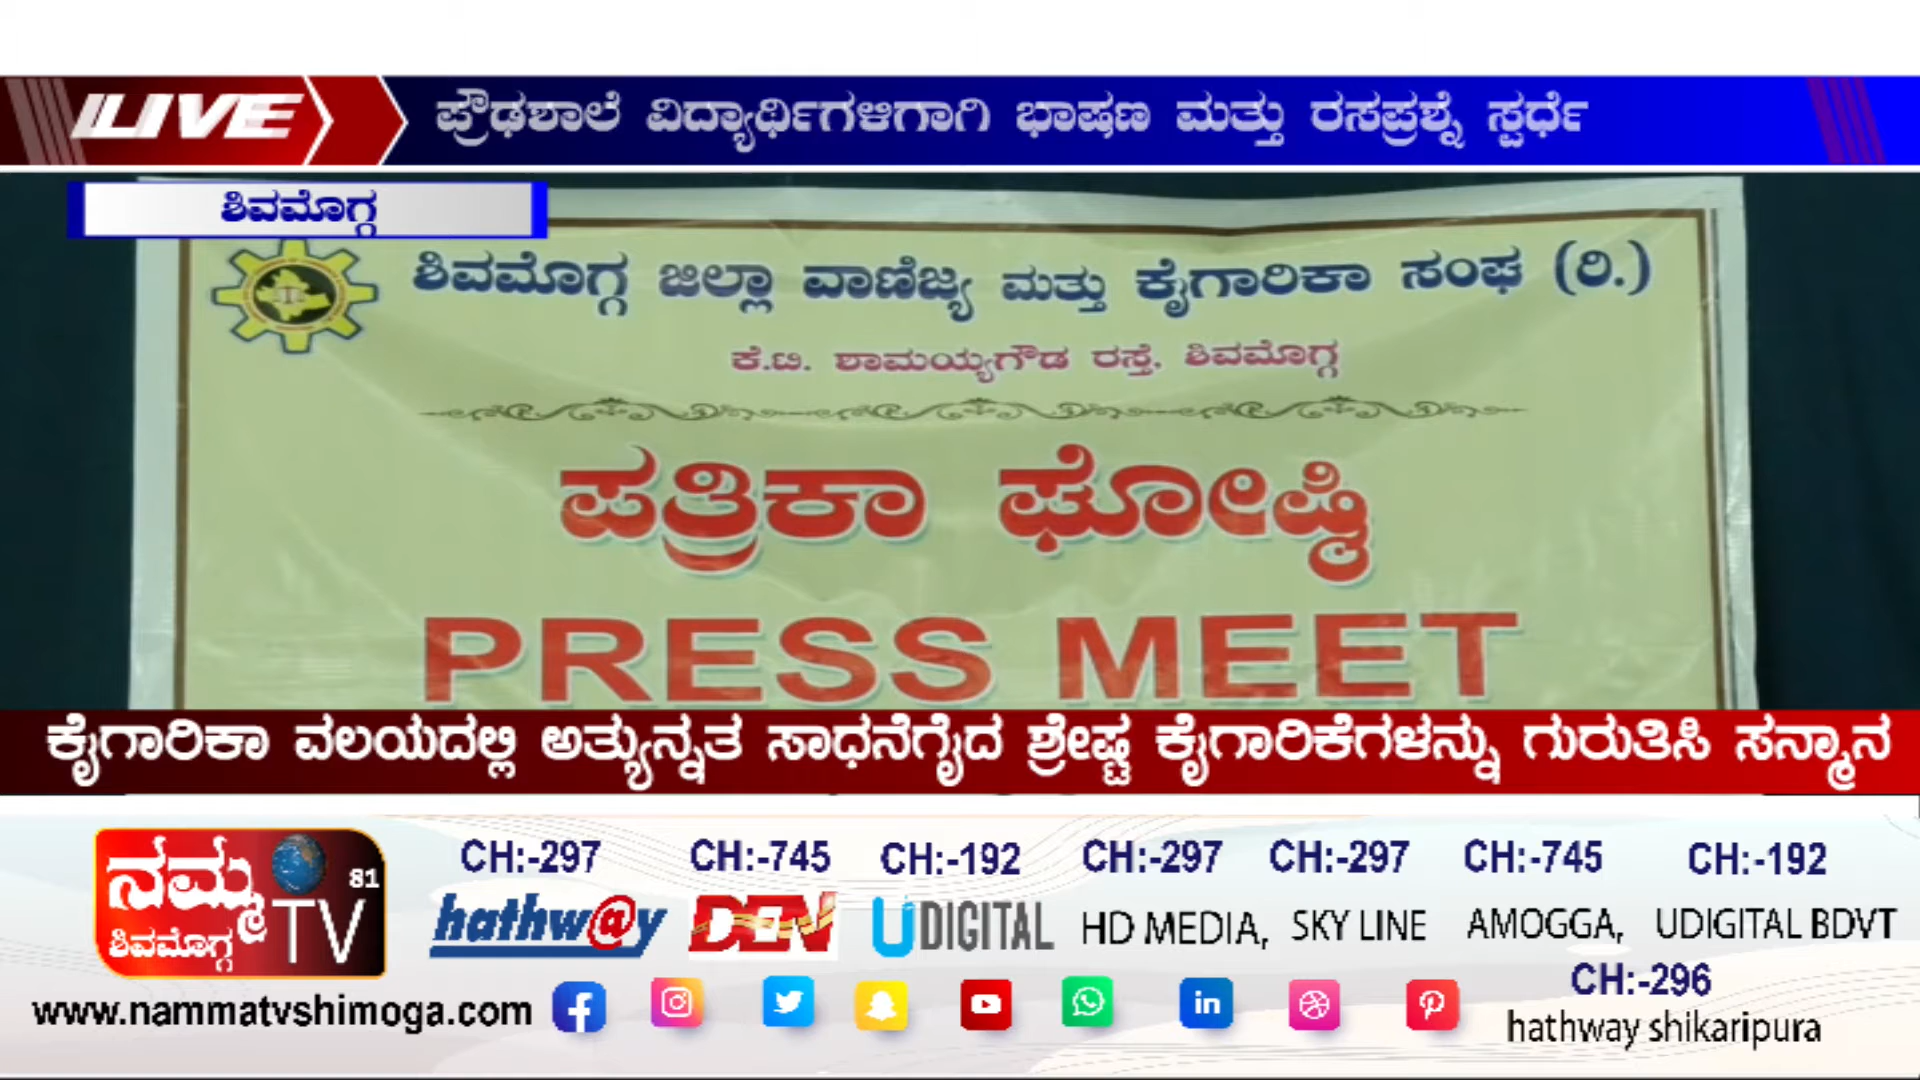 LIVE
ಪ್ರೌಢಶಾಲೆ ವಿದ್ಯಾರ್ಥಿಗಳಿಗಾಗಿ ಭಾಷಣ ಮತ್ತು ರಸಪ್ರಶ್ನೆ ಸ್ಪರ್ಧೆ
ಶಿವಮೊಗ್ಗ
ಶಿವಮೊಗ್ಗ ಜಿಲ್ಲಾ ವಾಣಿಜ್ಯ ಮತ್ತು ಕೈಗಾರಿಕಾ ಸಂಘ (ರಿ.)
ಕೆ.ಟಿ. ಶಾಮಯ್ಯಗೌಡ ರಸ್ತೆ, ಶಿವಮೊಗ್ಗ
ಪತ್ರಿಕಾ ಘೋಷ್ಠಿ
PRESS MEET
ಕೈಗಾರಿಕಾ ವಲಯದಲ್ಲಿ ಅತ್ಯುನ್ನತ ಸಾಧನೆಗೈದ ಶ್ರೇಷ್ಟ ಕೈಗಾರಿಕೆಗಳನ್ನು ಗುರುತಿಸಿ ಸನ್ಮಾನ
ನಮ್ಮ TV 81
ಶಿವಮೊಗ್ಗ
CH:-297 CH:-745 CH:-192 CH:-297 CH:-297 CH:-745 CH:-192
hathw@y DEN UDIGITAL HD MEDIA, SKY LINE AMOGGA, UDIGITAL BDVT
CH:-296
www.nammatvshimoga.com
hathway shikaripura